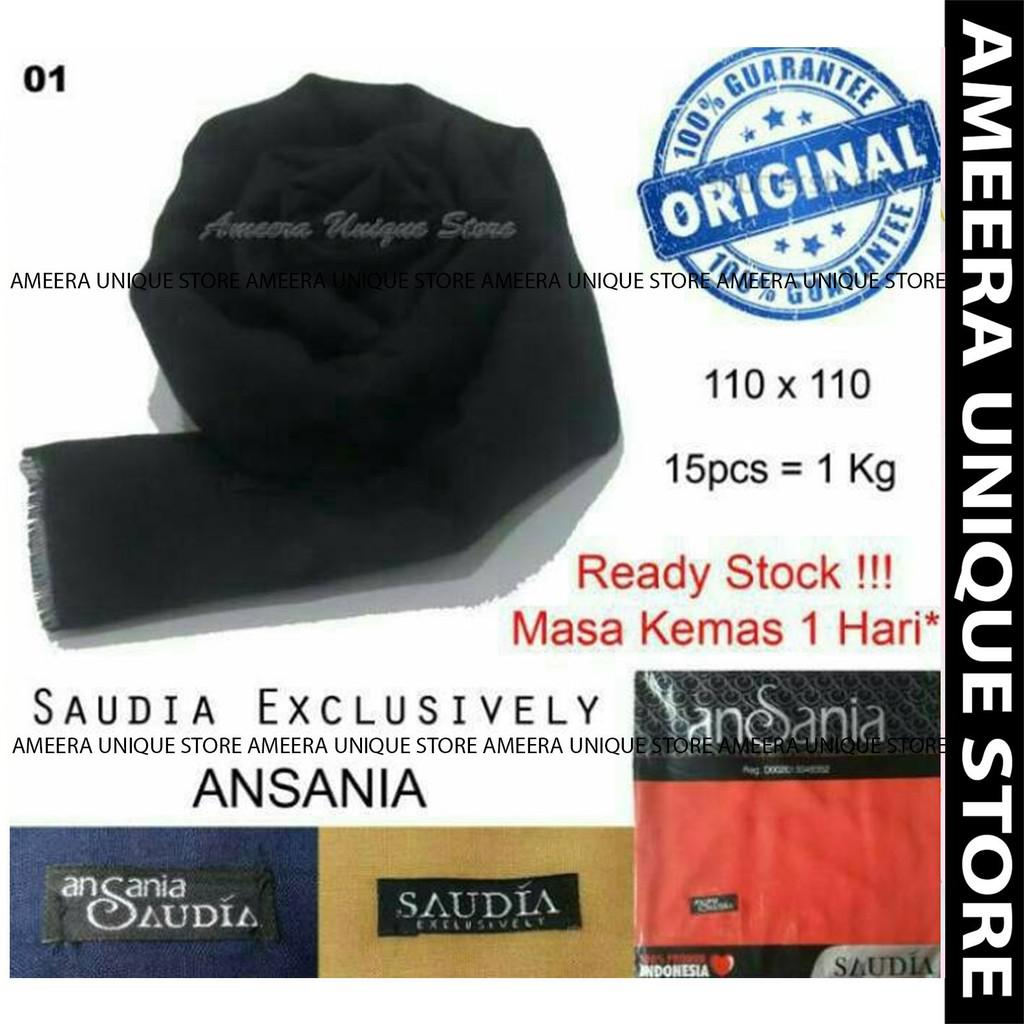 01
100% GUARANTEE
ORIGINAL
100% GUARANTEE
Ameera Unique Store
AMEERA UNIQUE STORE AMEERA UNIQUE STORE AMEERA UNIQUE STORE AMEERA UNIQUE STORE
110 x 110
15pcs = 1 Kg
Ready Stock !!!
Masa Kemas 1 Hari*
SAUDIA EXCLUSIVELY
AMEERA UNIQUE STORE AMEERA UNIQUE STORE AMEERA UNIQUE STORE AMEERA UNIQUE STORE
ANSANIA
anSania
SAUDÍA
SAUDÍA
EXCLUSIVELY
anSania
INDONESIA
SAUDÍA
AMEERA UNIQUE STORE